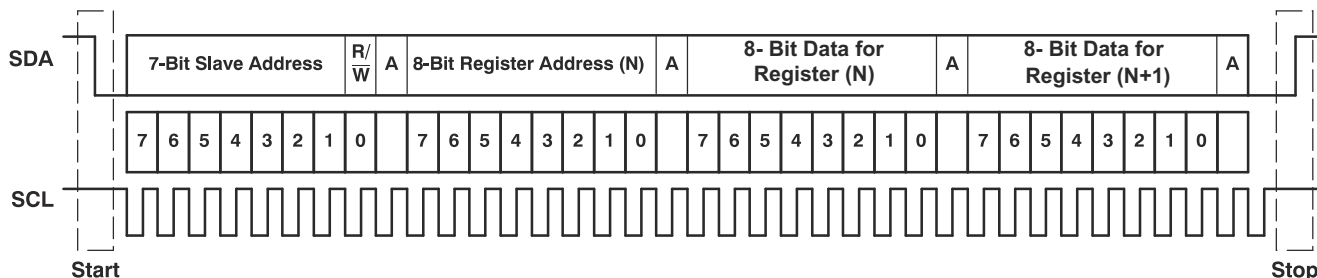 SDA
7-Bit Slave Address
R/
W
A
8-Bit Register Address (N)
A
8- Bit Data for
Register (N)
A
8- Bit Data for
Register (N+1)
A
7 6 5 4 3 2 1 0 7 6 5 4 3 2 1 0 7 6 5 4 3 2 1 0 7 6 5 4 3 2 1 0
SCL
Start
Stop